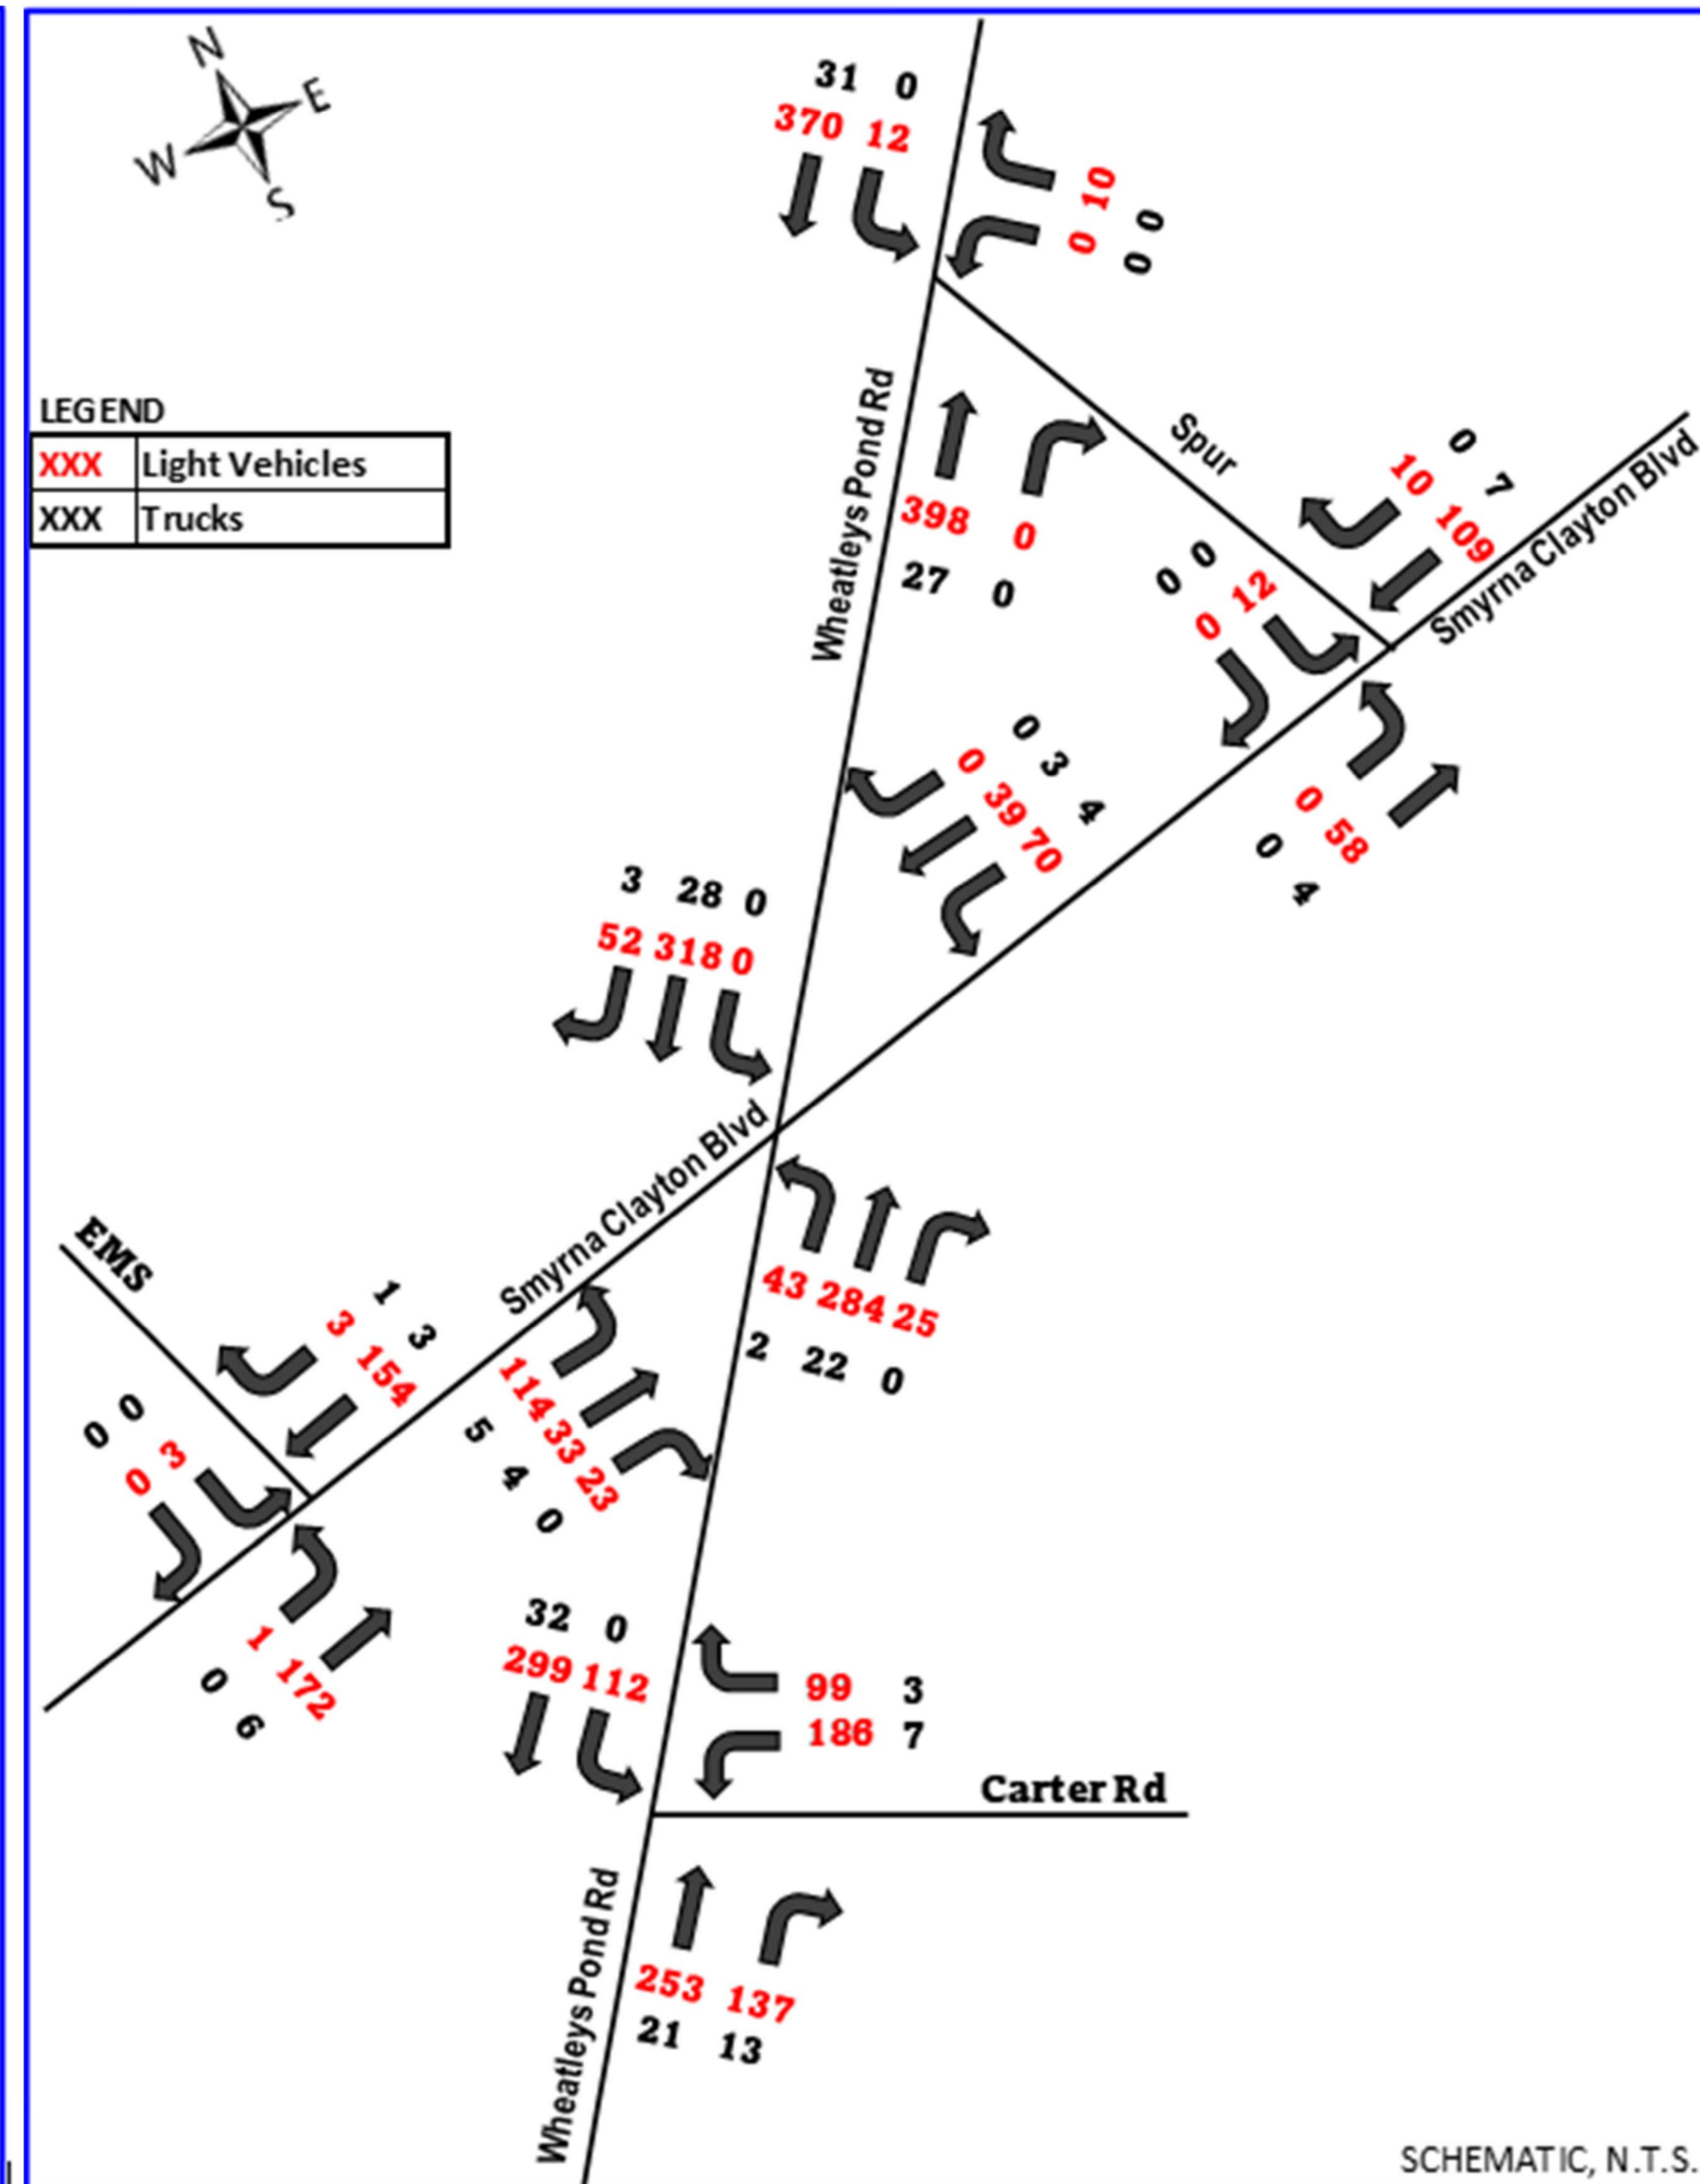 N
E
W
S
31 0
370 12
10 0
0 0
LEGEND
XXX Light Vehicles
XXX Trucks
Wheatleys Pond Rd
398 0
27 0
Spur
0 7
10 109
Smyrna Clayton Blvd
0 0
0 12
0 58
0 4
0 3 4
0 39 70
3 28 0
52 318 0
Smyrna Clayton Blvd
43 284 25
2 22 0
EMS
1 3
3 154
0 0
0 3
114 33 23
5 4 0
1 172
0 6
32 0
299 112
99 3
186 7
Carter Rd
Wheatleys Pond Rd
253 137
21 13
SCHEMATIC, N.T.S.